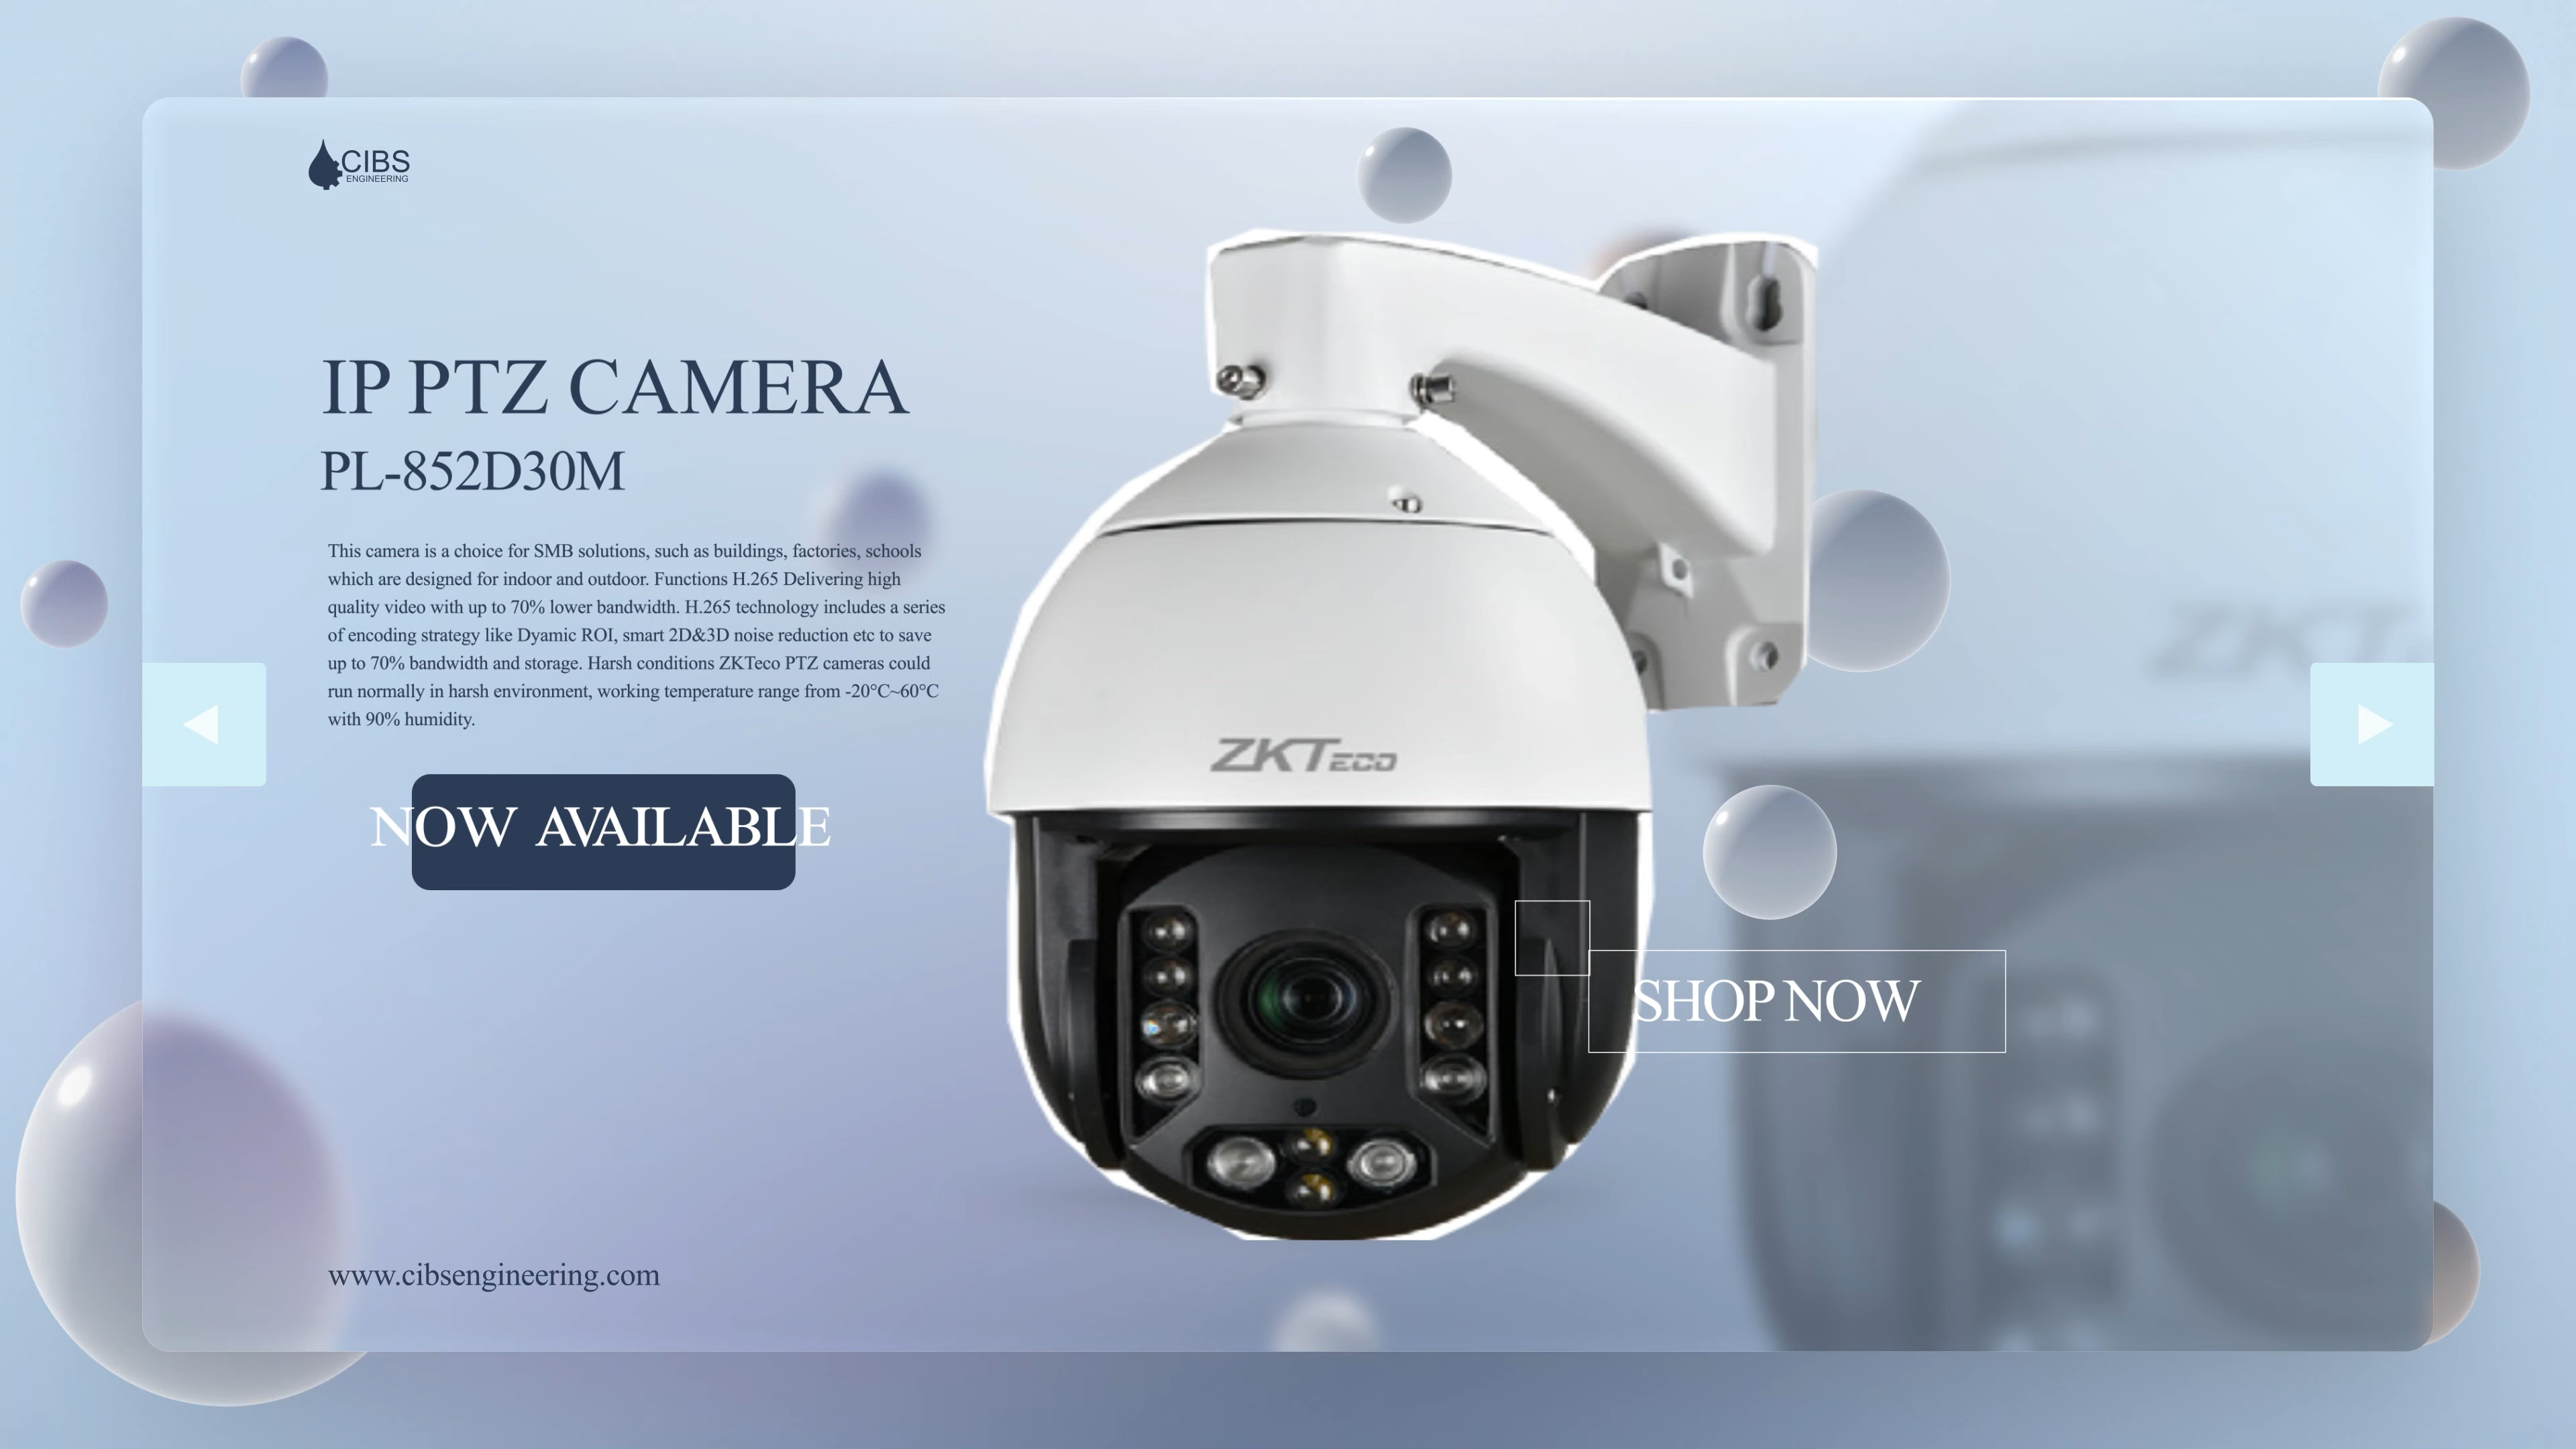 CIBS
ENGINEERING
IP PTZ CAMERA
PL-852D30M
This camera is a choice for SMB solutions, such as buildings, factories, schools
which are designed for indoor and outdoor. Functions H.265 Delivering high
quality video with up to 70% lower bandwidth. H.265 technology includes a series
of encoding strategy like Dyamic ROI, smart 2D&3D noise reduction etc to save
up to 70% bandwidth and storage. Harsh conditions ZKTeco PTZ cameras could
run normally in harsh environment, working temperature range from -20°C~60°C
with 90% humidity.
NOW AVAILABLE
ZKTECO
SHOP NOW
www.cibsengineering.com
ZKT